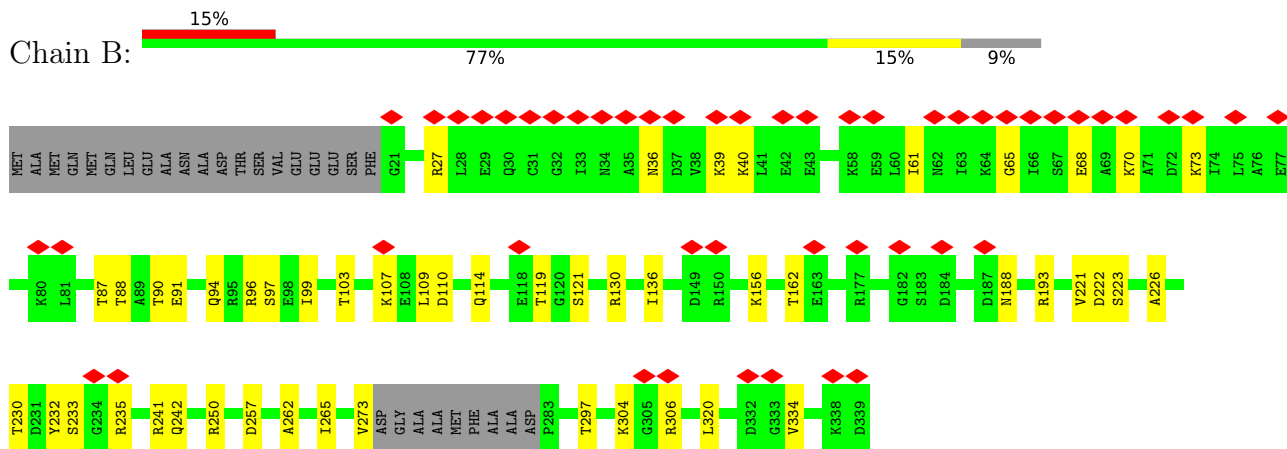 15%
Chain B:
77% 15% 9%
MET ALA MET GLN MET GLN LEU GLU ALA ASN ALA ASP THR SER VAL GLU GLU GLU SER PHE G21 R27 L28 E29 Q30 C31 G32 I33 N34 A35 N36 D37 V38 K39 K40 L41 E42 E43 K58 E59 L60 I61 N62 I63 K64 G65 I66 S67 E68 A69 K70 A71 D72 K73 I74 L75 A76 E77
K80 L81 T87 T88 A89 T90 E91 Q94 R95 R96 S97 E98 I99 T103 K107 E108 L109 D110 Q114 E118 T119 G120 S121 R130 I136 D149 R150 K156 T162 E163 R177 G182 S183 D184 D187 N188 R193 V221 D222 S223 A226
T230 D231 Y232 S233 G234 R235 R241 Q242 R250 D257 A262 I265 V273 ASP GLY ALA ALA MET PHE ALA ALA ASP P283 T297 K304 G305 R306 L320 D332 G333 V334 K338 D339